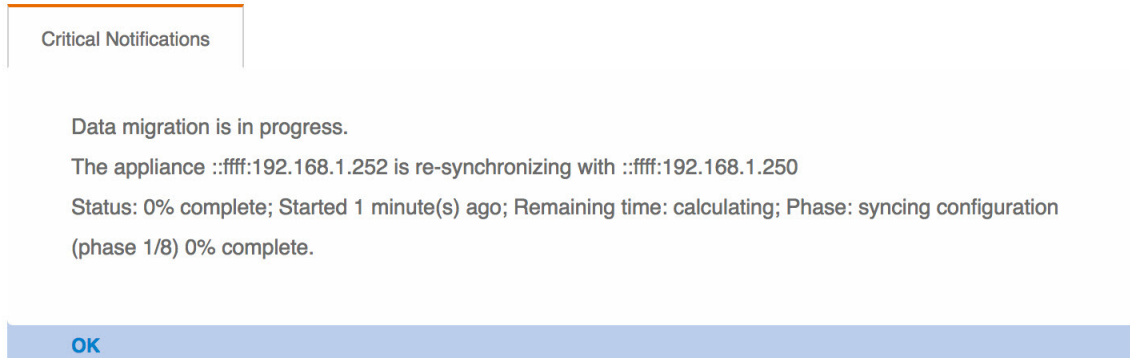 Critical Notifications
Data migration is in progress.
The appliance ::ffff:192.168.1.252 is re-synchronizing with ::ffff:192.168.1.250
Status: 0% complete; Started 1 minute(s) ago; Remaining time: calculating; Phase: syncing configuration
(phase 1/8) 0% complete.
OK